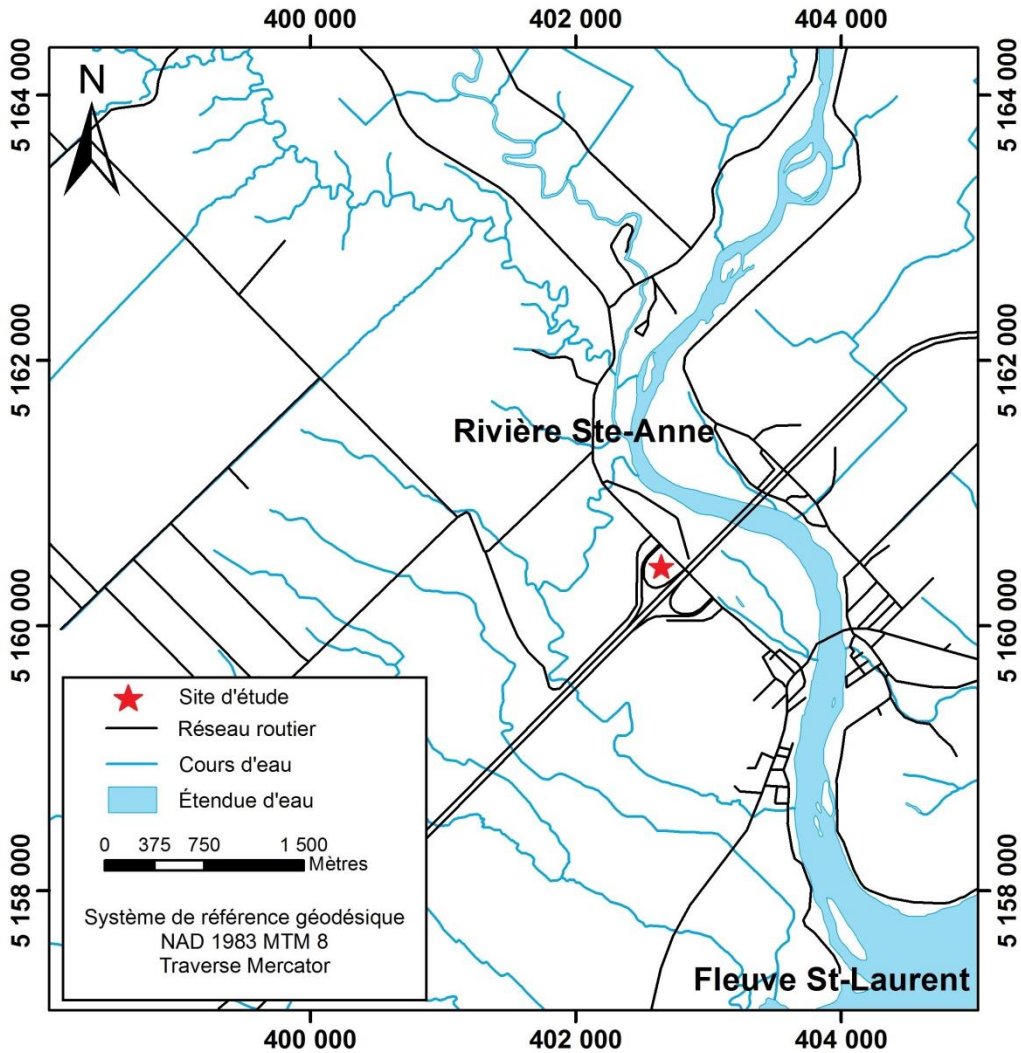 400 000 402 000 404 000
5 164 000 5 164 000
N
5 162 000 5 162 000
Rivière Ste-Anne
5 160 000 5 160 000
Site d'étude
Réseau routier
Cours d'eau
Étendue d'eau
0 375 750 1 500
Mètres
5 158 000 5 158 000
Système de référence géodésique
NAD 1983 MTM 8
Traverse Mercator
Fleuve St-Laurent
400 000 402 000 404 000